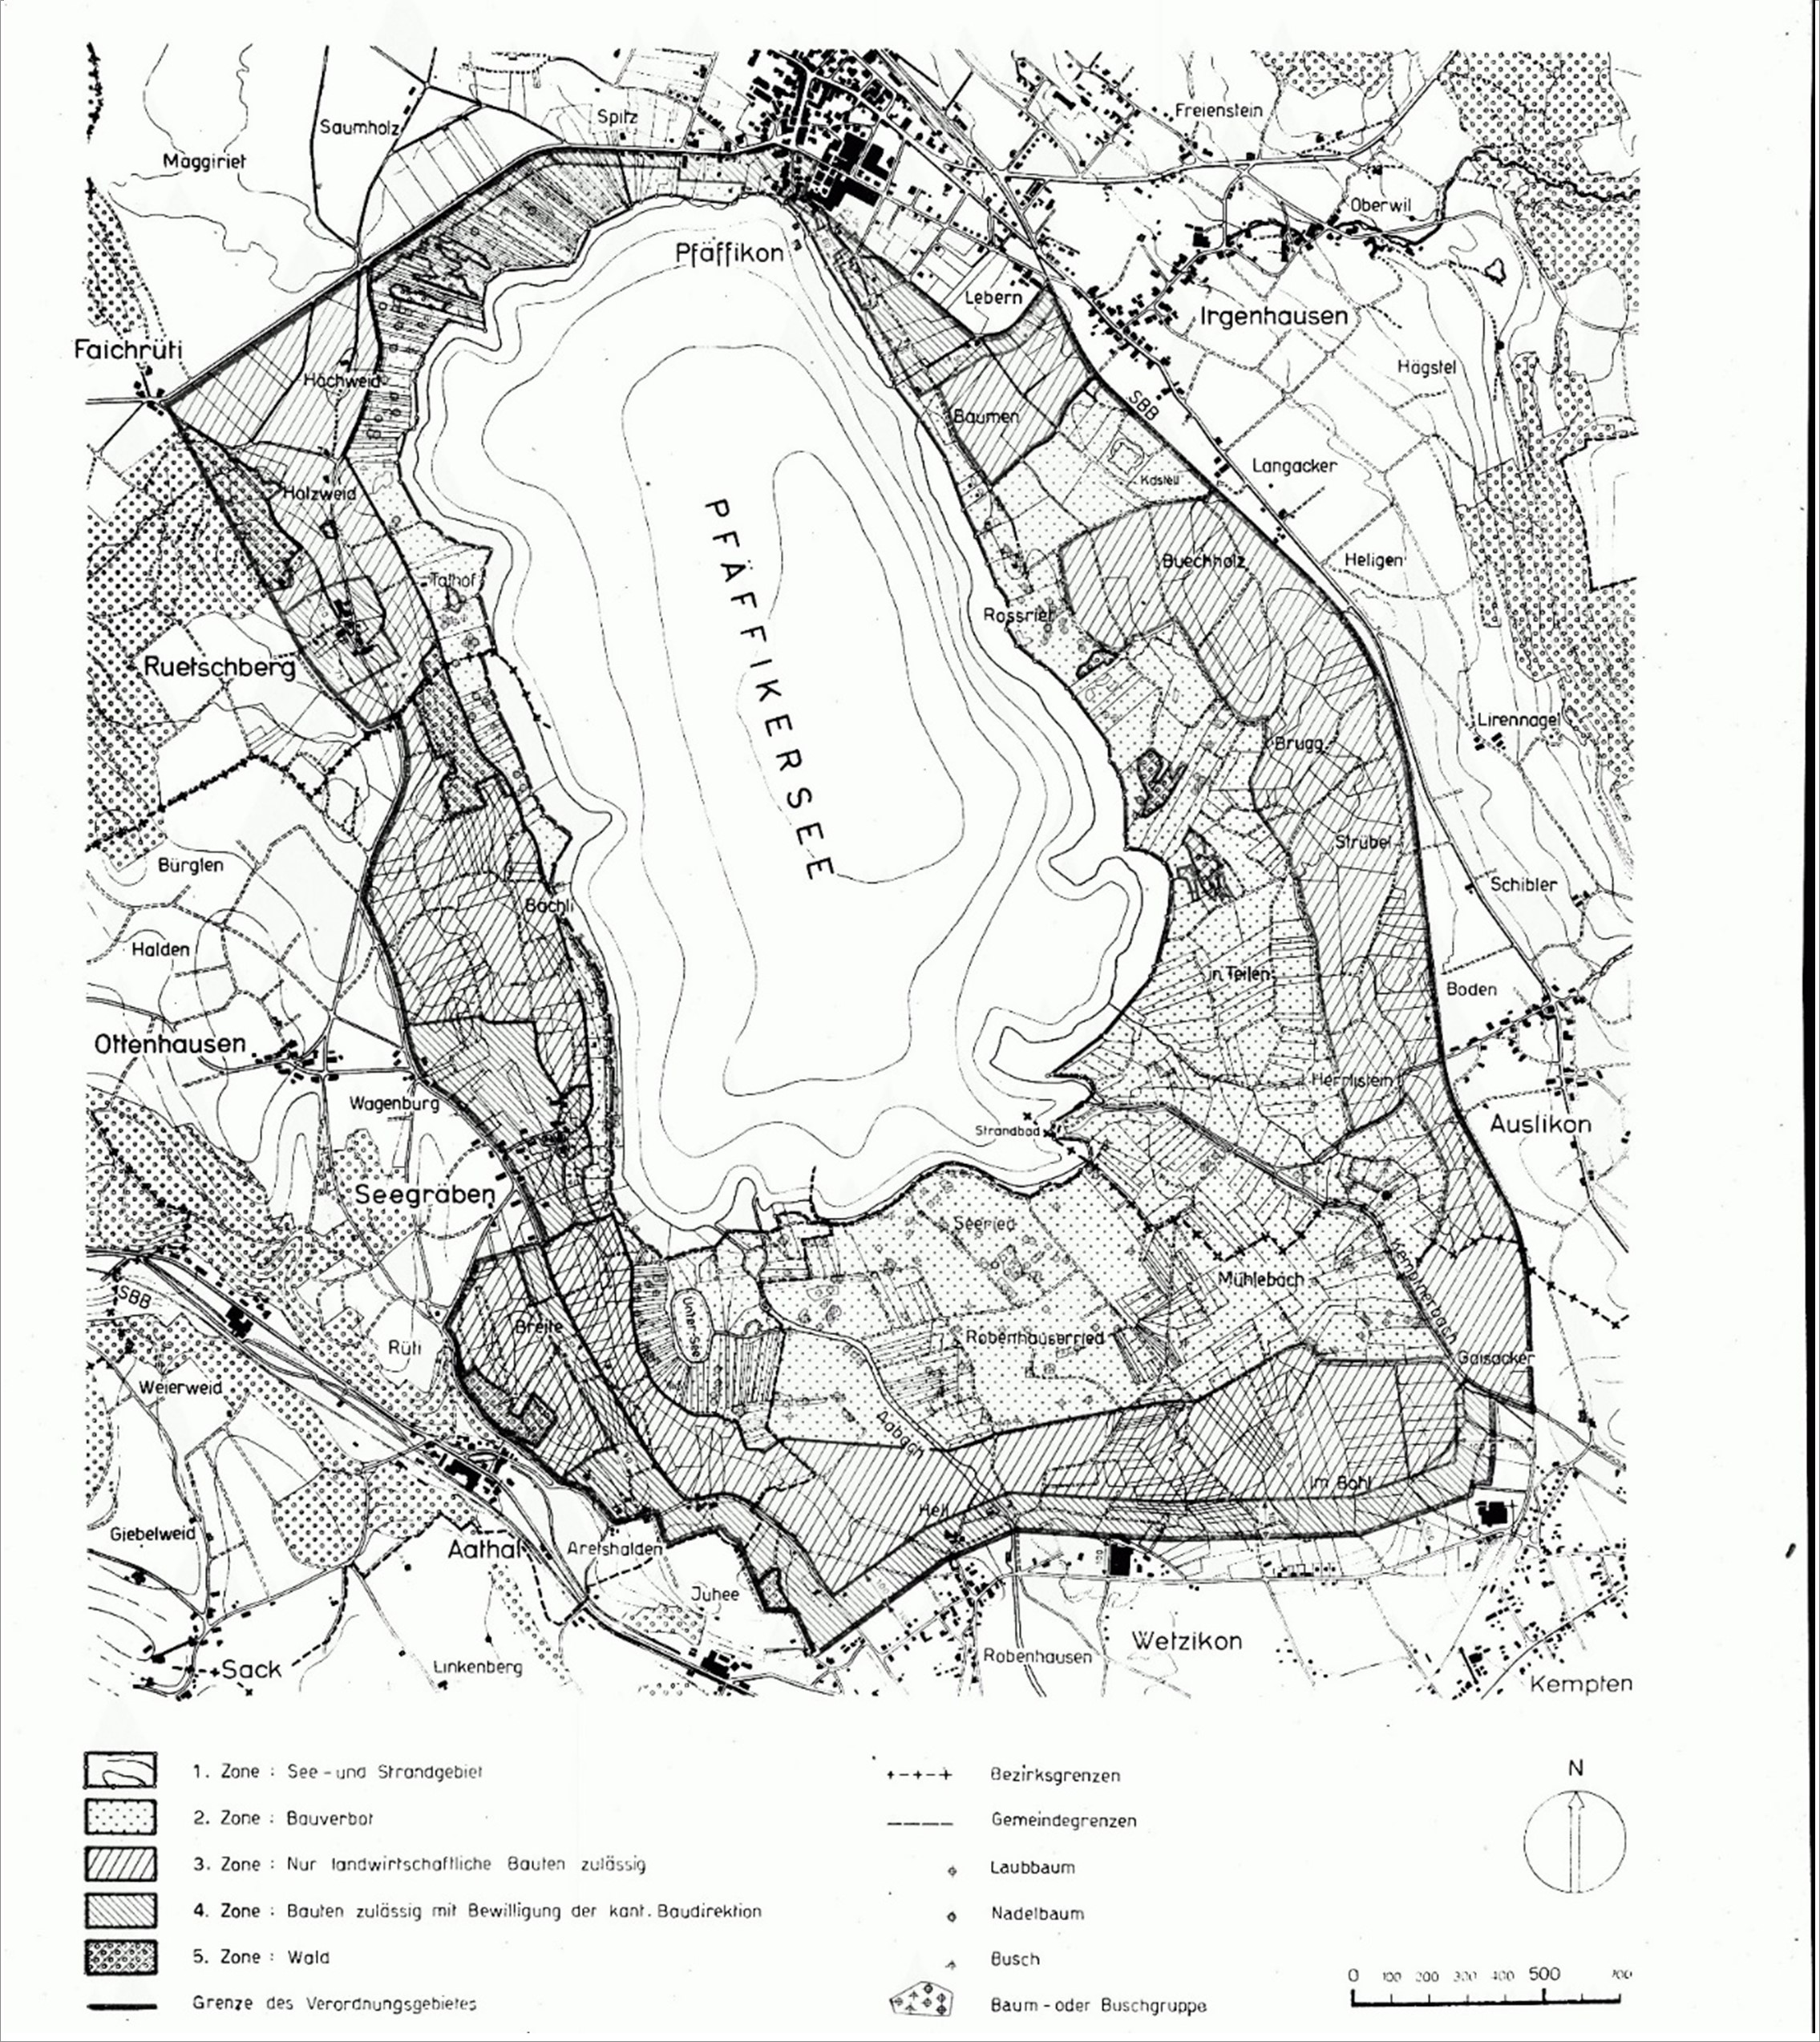 Spitz
Saumholz
Freienstein
Maggiriet
Oberwil
Pfäffikon
Lebern
Irgenhausen
Faichrüti
Hochweid
Hägstel
SBB
Baumen
Langacker
Kastell
Holzweid
PFÄFFIKERSEE
Buechholz
Heligen
Talhof
Rossriet
Ruetschberg
Lirennagel
Brugg
Strubel
Bürglen
Schibler
Bächli
Halden
in Teilen
Boden
Ottenhausen
Herrlistein
Wagenburg
Auslikon
Strandbad
Seegräben
Seeried
Kemptnerbach
Mühlebach
SBB
Unter-See
Breite
Robenhauserried
Rüti
Gaisacker
Weierweid
Aabach
Im Bohl
Hell
Giebelweid
Aathal
Aretshalden
Juhee
Wetzikon
Robenhausen
Sack
Linkenberg
Kempten
1. Zone : See-und Strandgebiet
2. Zone : Bauverbot
3. Zone : Nur landwirtschaftliche Bauten zulässig
4. Zone : Bauten zulässig mit Bewilligung der kant. Baudirektion
5. Zone : Wald
Grenze des Verordnungsgebietes
Bezirksgrenzen
Gemeindegrenzen
Laubbaum
Nadelbaum
Busch
Baum-oder Buschgruppe
N
0 100 200 300 400 500 700